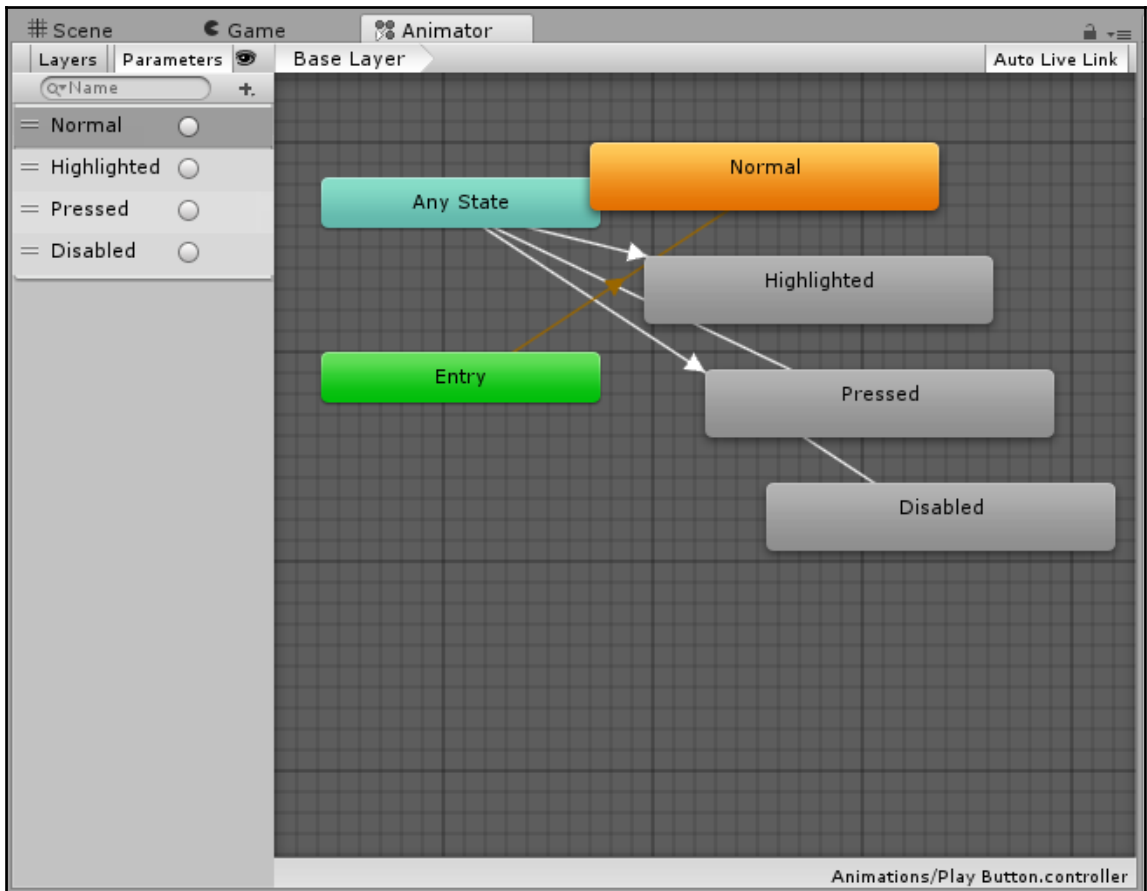 Scene Game Animator
Layers Parameters Base Layer Auto Live Link
Name
Normal
Highlighted
Pressed
Disabled
Normal
Any State
Highlighted
Entry
Pressed
Disabled
Animations/Play Button.controller